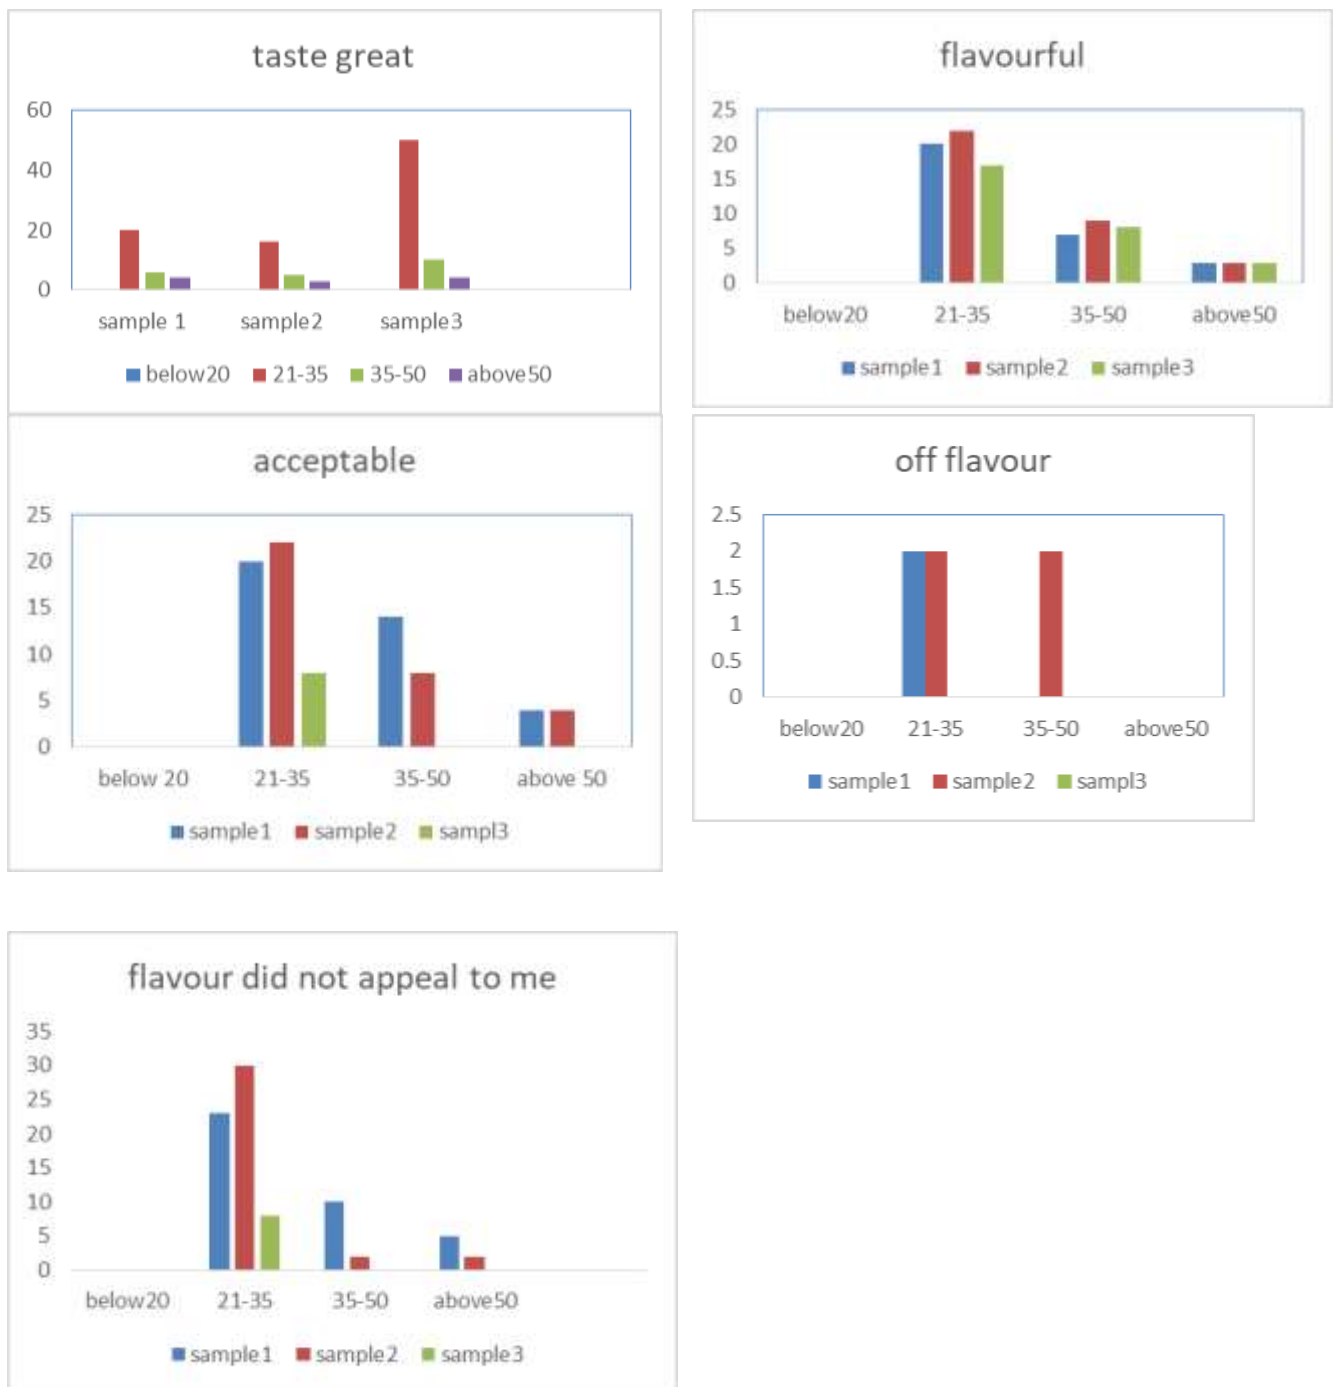 taste great
60
40
20
0
sample 1 sample2 sample3
below20 21-35 35-50 above50
flavourful
25
20
15
10
5
0
below20 21-35 35-50 above50
sample1 sample2 sample3
acceptable
25
20
15
10
5
0
below 20 21-35 35-50 above 50
sample1 sample2 sampl3
off flavour
2.5
2
1.5
1
0.5
0
below20 21-35 35-50 above50
sample1 sample2 sampl3
flavour did not appeal to me
35
30
25
20
15
10
5
0
below20 21-35 35-50 above50
sample1 sample2 sample3